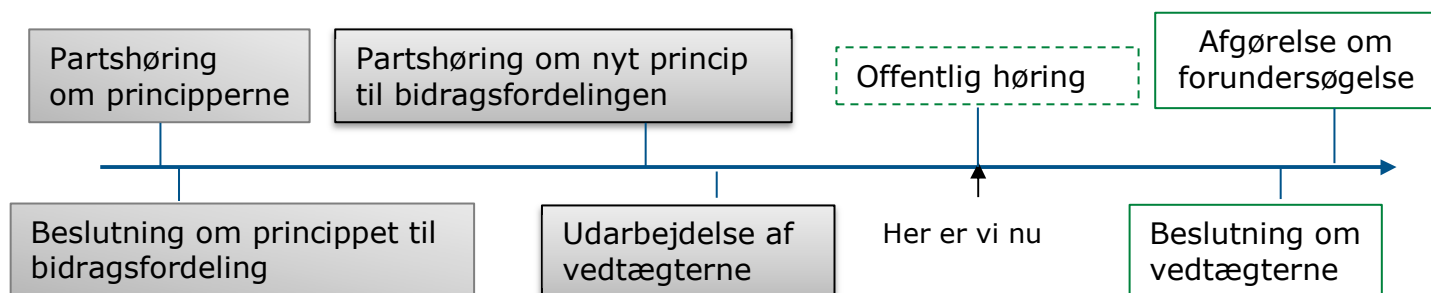 Partshøring
om principperne
Partshøring om nyt princip
til bidragsfordelingen
Offentlig høring
Afgørelse om
forundersøgelse
Beslutning om princippet til
bidragsfordeling
Udarbejdelse af
vedtægterne
Her er vi nu
Beslutning om
vedtægterne